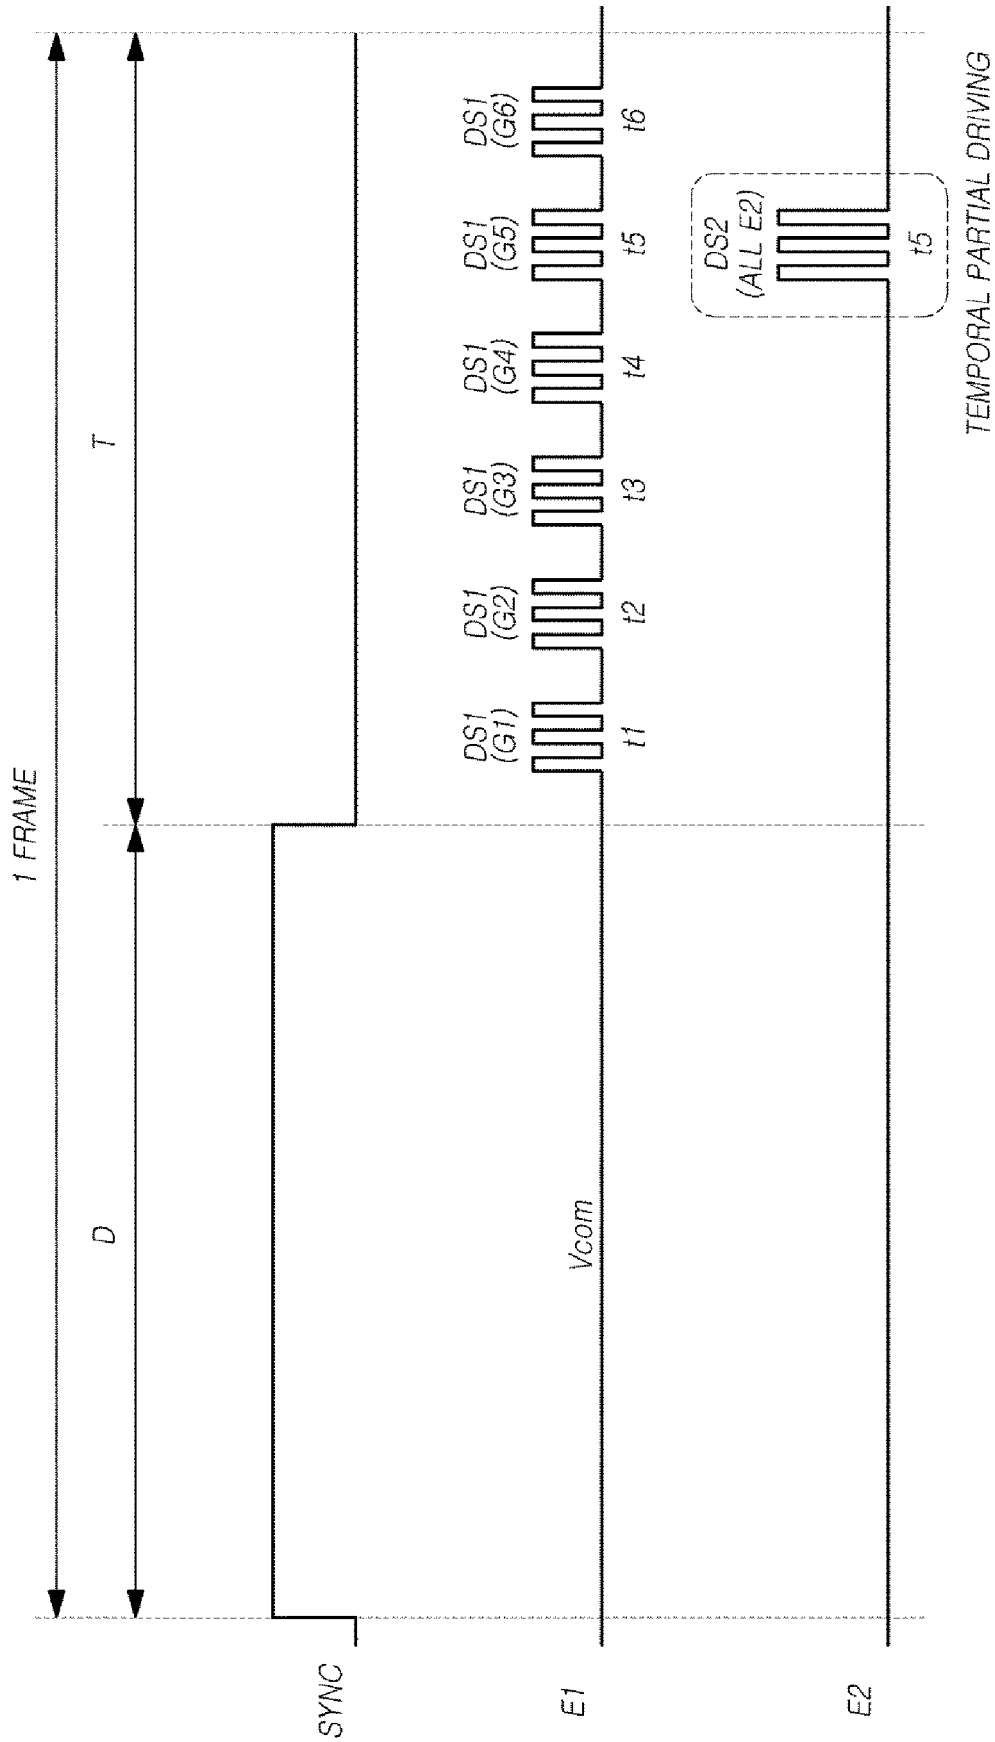 1 FRAME
D
T
SYNC
E1
Vcom
DS1
(G1)
DS1
(G2)
DS1
(G3)
DS1
(G4)
DS1
(G5)
DS1
(G6)
t1
t2
t3
t4
t5
t6
E2
DS2
(ALL E2)
t5
TEMPORAL PARTIAL DRIVING